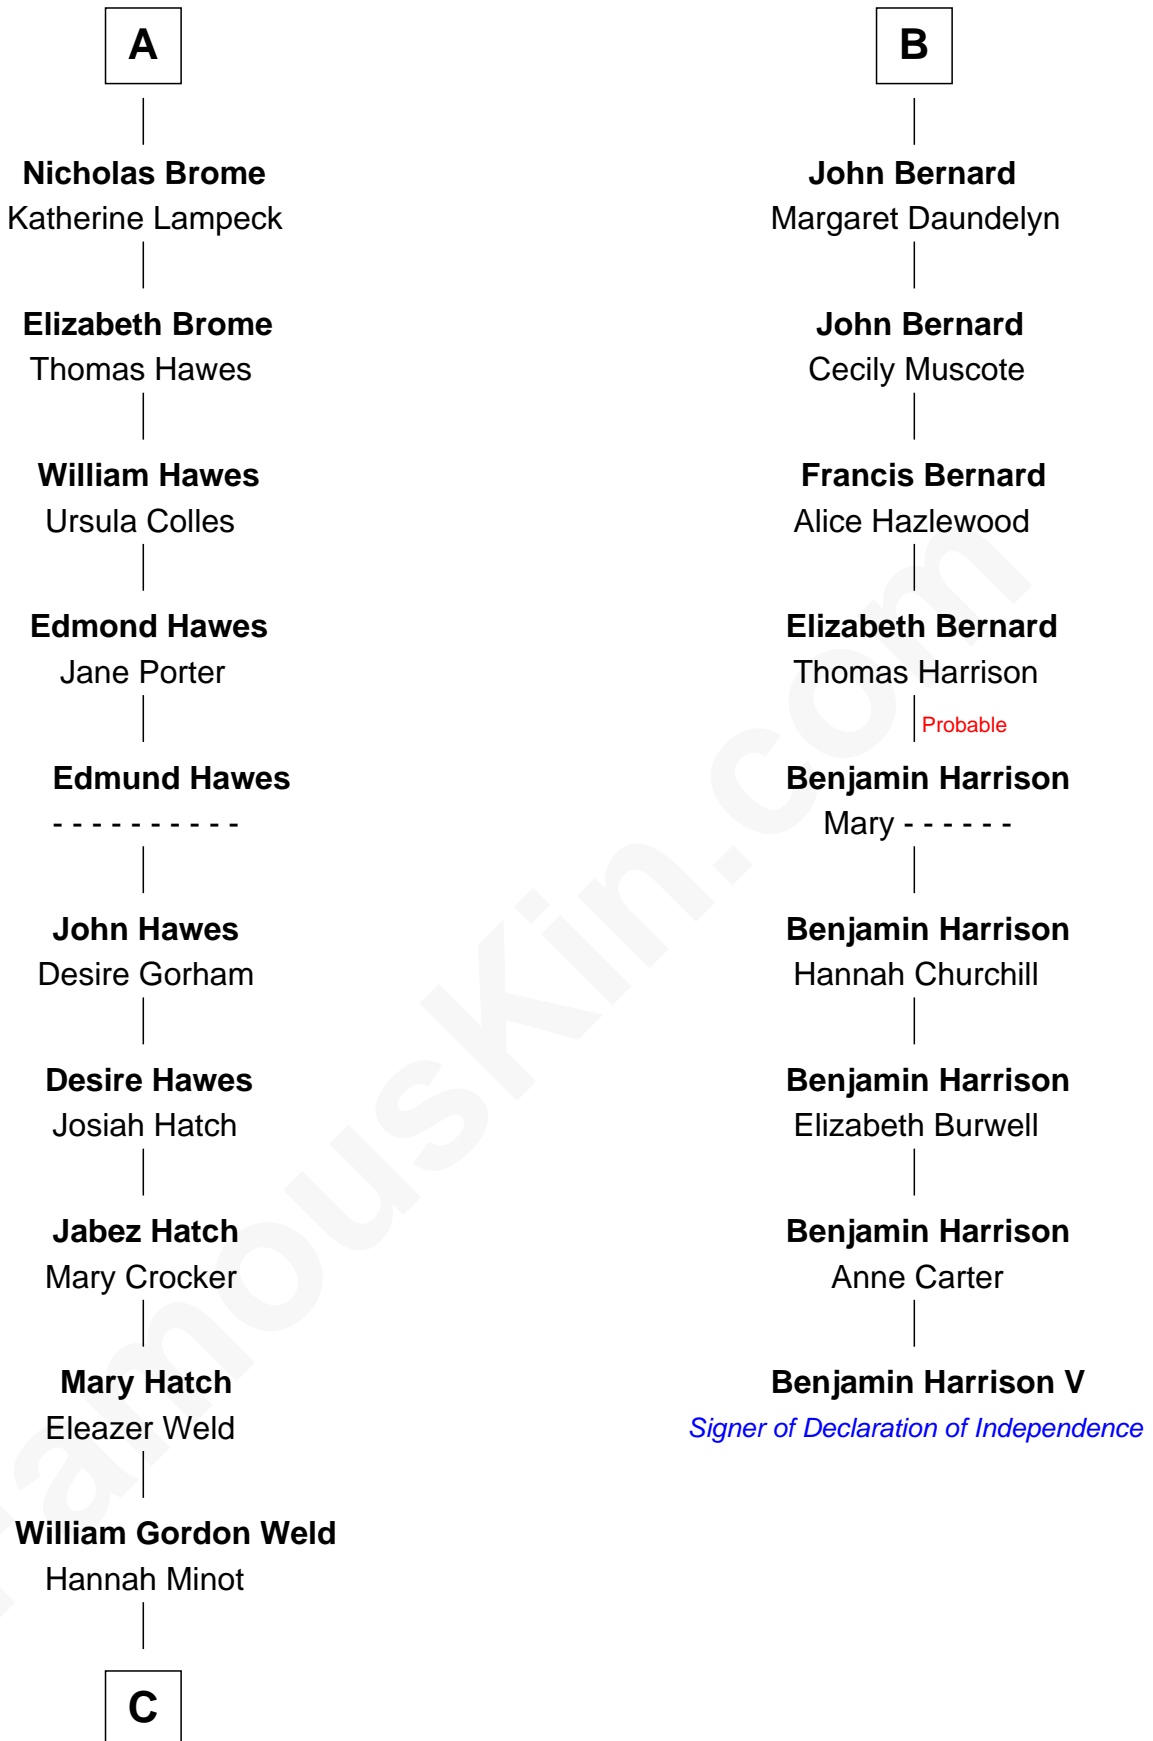 A
Nicholas Brome
Katherine Lampeck
Elizabeth Brome
Thomas Hawes
William Hawes
Ursula Colles
Edmond Hawes
Jane Porter
Edmund Hawes
- - - - - - - - - -
John Hawes
Desire Gorham
Desire Hawes
Josiah Hatch
Jabez Hatch
Mary Crocker
Mary Hatch
Eleazer Weld
William Gordon Weld
Hannah Minot
C
B
John Bernard
Margaret Daundelyn
John Bernard
Cecily Muscote
Francis Bernard
Alice Hazlewood
Elizabeth Bernard
Thomas Harrison
Probable
Benjamin Harrison
Mary - - - - - -
Benjamin Harrison
Hannah Churchill
Benjamin Harrison
Elizabeth Burwell
Benjamin Harrison
Anne Carter
Benjamin Harrison V
Signer of Declaration of Independence
FamousKin.com